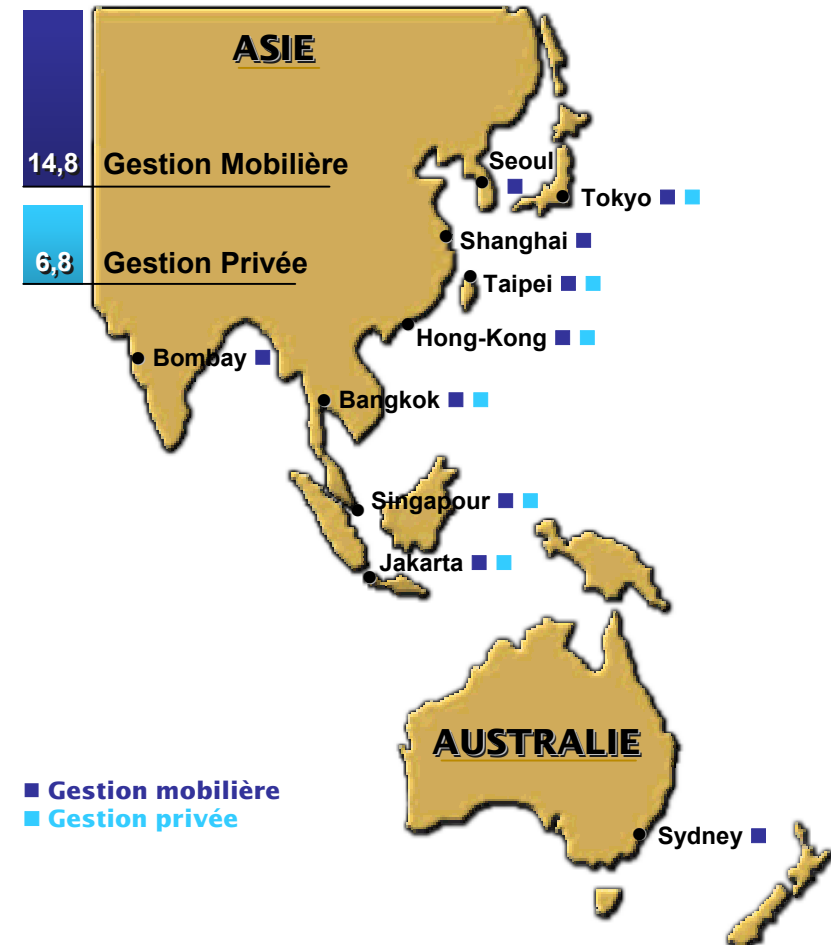 ASIE
14,8 Gestion Mobilière
Seoul
Tokyo
Shanghai
6,8 Gestion Privée
Taipei
Hong-Kong
Bombay
Bangkok
Singapour
Jakarta
AUSTRALIE
Gestion mobilière
Gestion privée
Sydney